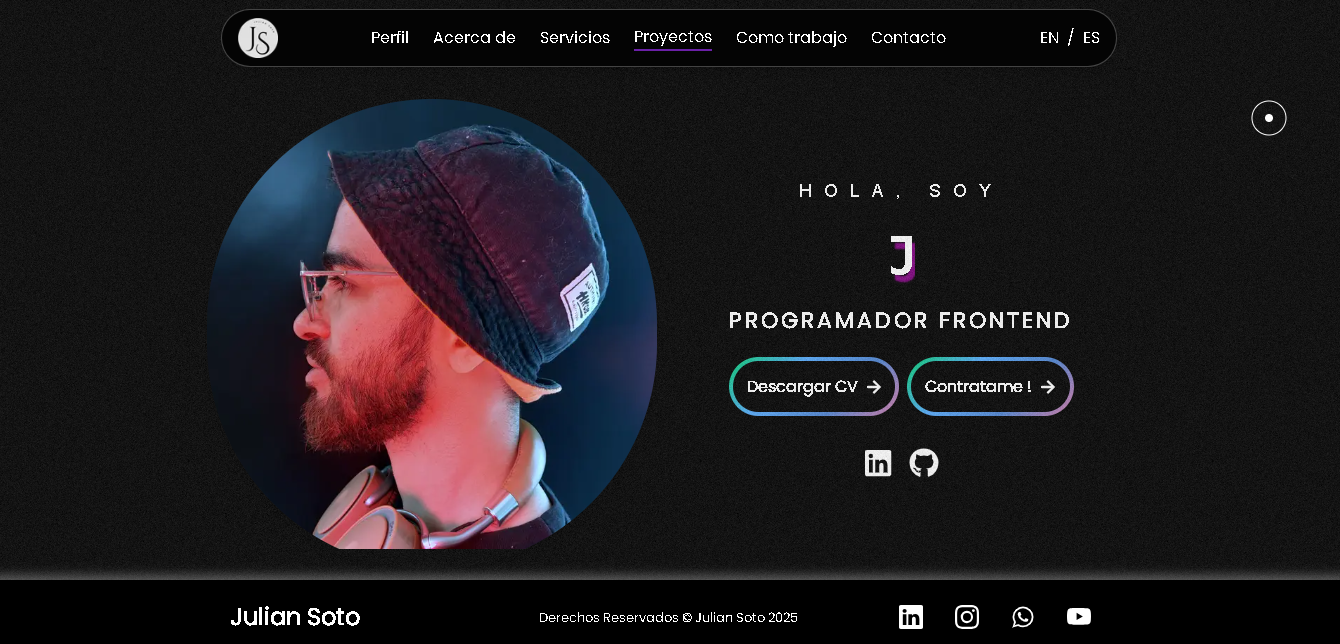 JS
Perfil Acerca de Servicios Proyectos Como trabajo Contacto EN / ES
HOLA, SOY
J
PROGRAMADOR FRONTEND
Descargar CV → Contratame ! →
Julian Soto
Derechos Reservados © Julian Soto 2025